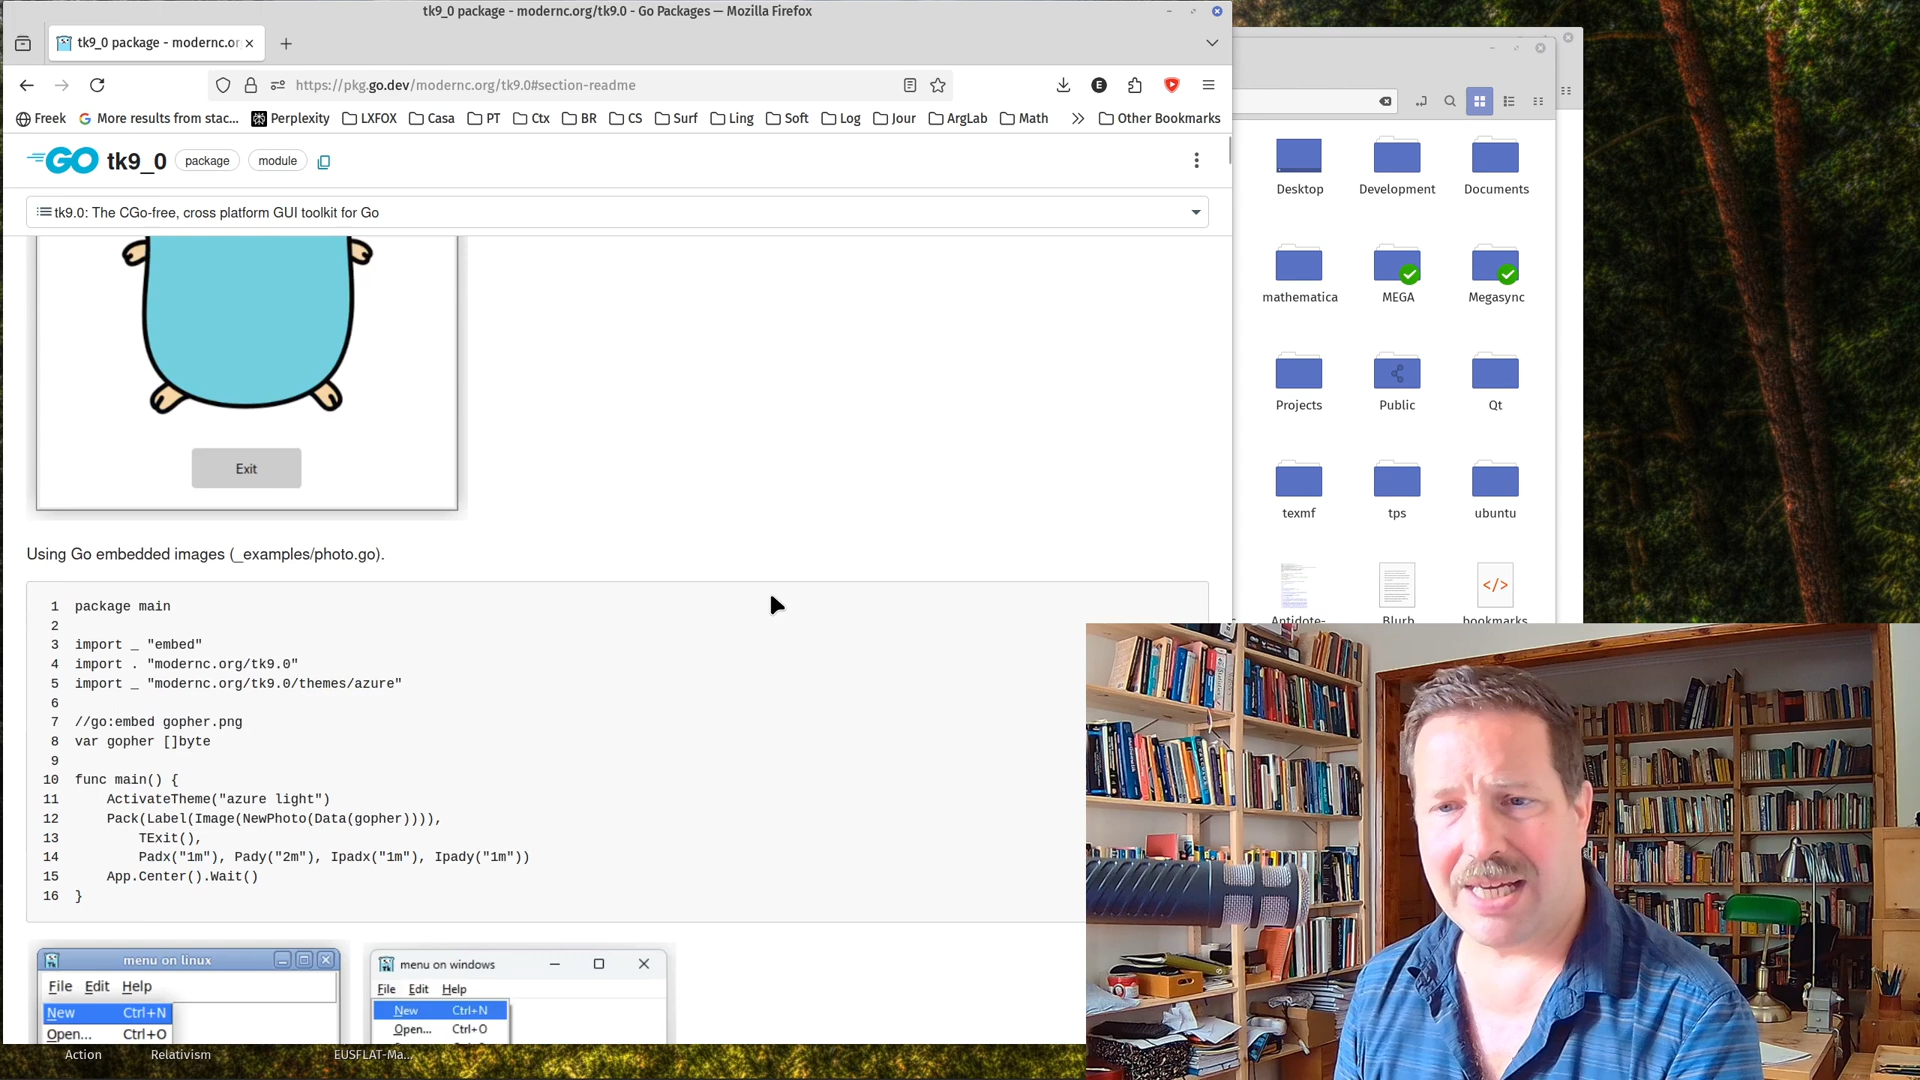 tk9_0 package - modernc.org/tk9.0 - Go Packages — Mozilla Firefox
tk9_0 package - modernc.or
https://pkg.go.dev/modernc.org/tk9.0#section-readme
Freek
More results from stac...
Perplexity
LXFOX
Casa
PT
Ctx
BR
CS
Surf
Ling
Soft
Log
Jour
ArgLab
Math
Other Bookmarks
GO
tk9_0
package
module
tk9.0: The CGo-free, cross platform GUI toolkit for Go
Exit
Using Go embedded images (_examples/photo.go).
1 package main
2
3 import _ "embed"
4 import . "modernc.org/tk9.0"
5 import _ "modernc.org/tk9.0/themes/azure"
6
7 //go:embed gopher.png
8 var gopher []byte
9
10 func main() {
11 ActivateTheme("azure light")
12 Pack(Label(Image(NewPhoto(Data(gopher)))),
13 TExit(),
14 Padx("1m"), Pady("2m"), Ipadx("1m"), Ipady("1m"))
15 App.Center().Wait()
16 }
menu on linux
File Edit Help
New Ctrl+N
Open... Ctrl+O
menu on windows
File Edit Help
New Ctrl+N
Open... Ctrl+O
Action
Relativism
EUSFLAT-Ma...
Desktop
Development
Documents
mathematica
MEGA
Megasync
Projects
Public
Qt
texmf
tps
ubuntu
Antidote-
Blurb
bookmarks